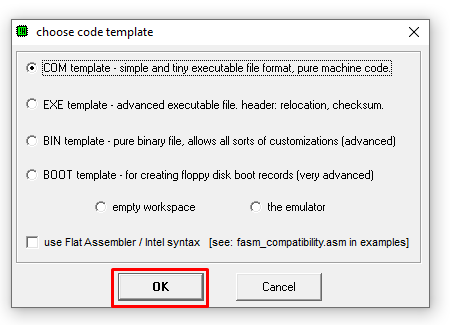 choose code template
COM template - simple and tiny executable file format, pure machine code.
EXE template - advanced executable file. header: relocation, checksum.
BIN template - pure binary file, allows all sorts of customizations (advanced)
BOOT template - for creating floppy disk boot records (very advanced)
empty workspace the emulator
use Flat Assembler / Intel syntax [see: fasm_compatibility.asm in examples]
OK Cancel